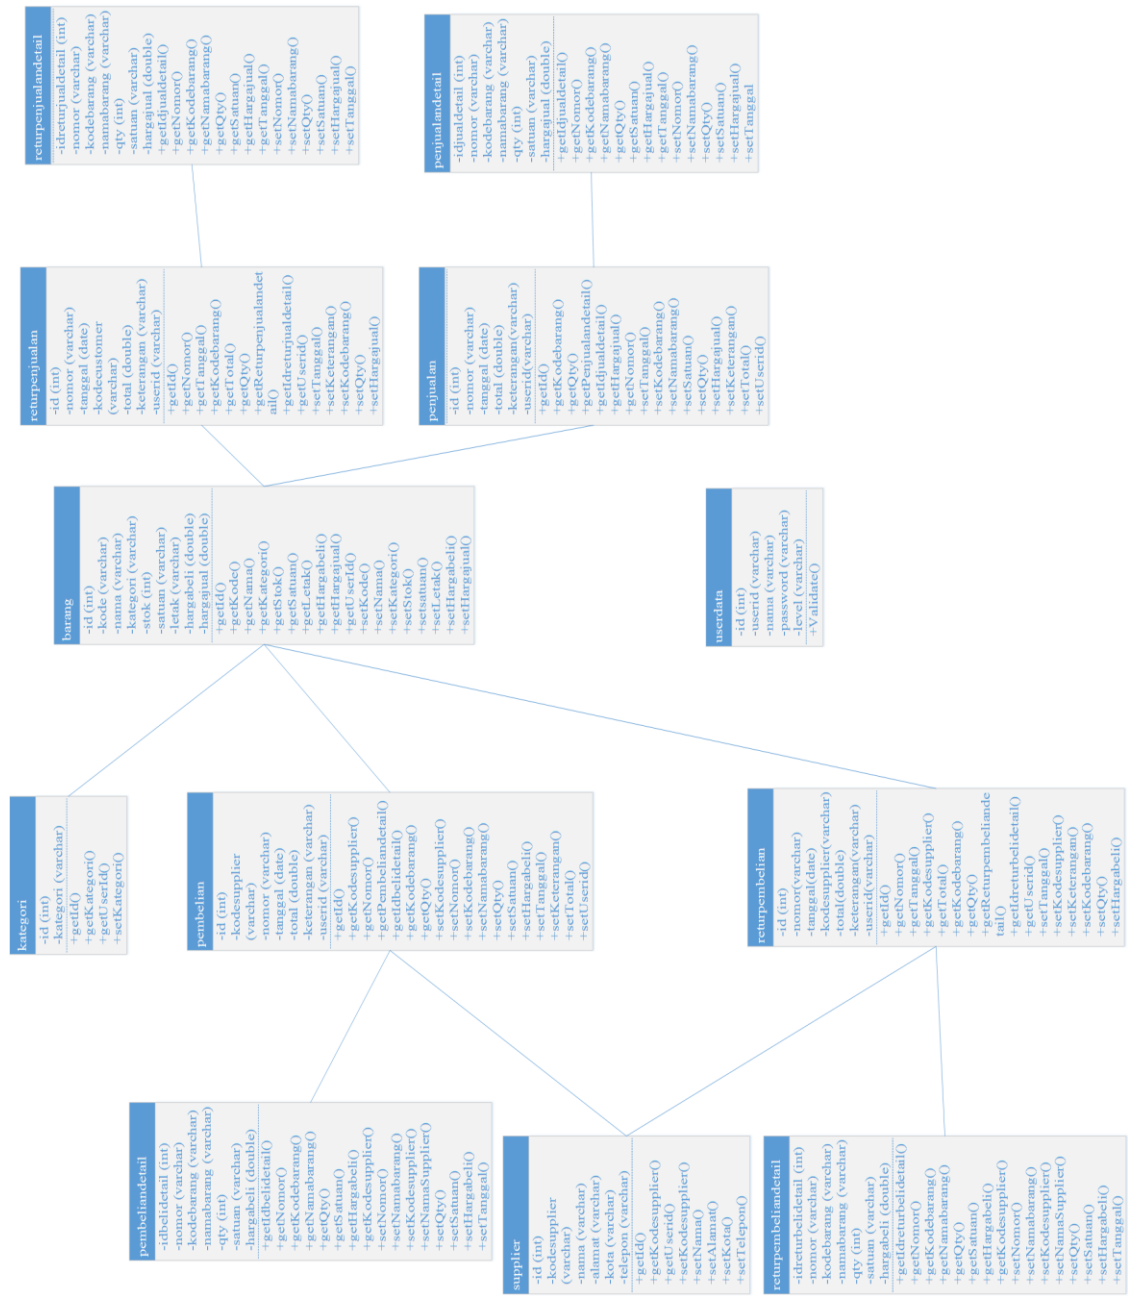 returpenjualandetail
-idreturjualdetail (int)
-nomor (varchar)
-kodebarang (varchar)
-namabarang (varchar)
-qty (int)
-satuan (varchar)
-hargajual (double)
+getIdjualdetail()
+getNomor()
+getKodebarang()
+getNamabarang()
+getQty()
+getSatuan()
+getHargajual()
+getTanggal()
+setNomor()
+setNamabarang()
+setQty()
+setSatuan()
+setHargajual()
+setTanggal()
penjualandetail
-idjualdetail (int)
-nomor (varchar)
-kodebarang (varchar)
-namabarang (varchar)
-qty (int)
-satuan (varchar)
-hargajual (double)
+getIdjualdetail()
+getNomor()
+getKodebarang()
+getNamabarang()
+getQty()
+getSatuan()
+getHargajual()
+getTanggal()
+setNomor()
+setNamabarang()
+setQty()
+setSatuan()
+setHargajual()
+setTanggal
returpenjualan
-id (int)
-nomor (varchar)
-tanggal (date)
-kodecustomer
(varchar)
-total (double)
-keterangan (varchar)
-userid (varchar)
+getId()
+getNomor()
+getTanggal()
+getKodebarang()
+getTotal()
+getQty()
+getReturpenjualandet
ail()
+getIdreturjualdetail()
+getUserid()
+setTanggal()
+setKeterangan()
+setKodebarang()
+setQty()
+setHargajual()
penjualan
-id (int)
-nomor (varchar)
-tanggal (date)
-total (double)
-keterangan(varchar)
-userid(varchar)
+getId()
+getKodebarang()
+getQty()
+getPenjualandetail()
+getIdjualdetail()
+getHargajual()
+getNomor()
+setTanggal()
+setKodebarang()
+setNamabarang()
+setSatuan()
+setQty()
+setHargajual()
+setKeterangan()
+setTotal()
+setUserid()
barang
-id (int)
-kode (varchar)
-nama (varchar)
-kategori (varchar)
-stok (int)
-satuan (varchar)
-letak (varchar)
-hargabeli (double)
-hargajual (double)
+getId()
+getKode()
+getNama()
+getKategori()
+getStok()
+getSatuan()
+getLetak()
+getHargabeli()
+getHargajual()
+getUserId()
+setKode()
+setNama()
+setKategori()
+setStok()
+setsatuan()
+setLetak()
+setHargabeli()
+setHargajual()
userdata
-id (int)
-userid (varchar)
-nama (varchar)
-password (varchar)
-level (varchar)
+Validate()
kategori
-id (int)
-kategori (varchar)
+getId()
+getKategori()
+getUserId()
+setKategori()
pembelian
-id (int)
-kodesupplier
(varchar)
-nomor (varchar)
-tanggal (date)
-total (double)
-keterangan (varchar)
-userid (varchar)
+getId()
+getKodesupplier()
+getNomor()
+getPembeliandetail()
+getIdbelidetail()
+getKodebarang()
+getQty()
+setKodesupplier()
+setNomor()
+setKodebarang()
+setNamabarang()
+setQty()
+setSatuan()
+setHargabeli()
+setTanggal()
+setKeterangan()
+setTotal()
+setUserid()
returpembelian
-id (int)
-nomor(varchar)
-tanggal(date)
-kodesupplier(varchar)
-total(double)
-keterangan(varchar)
-userid(varchar)
+getId()
+getNomor()
+getTanggal()
+getKodesupplier()
+getTotal()
+getKodebarang()
+getQty()
+getReturpembeliande
tail()
+getIdreturbelidetail()
+getUserid()
+setTanggal()
+setKodesupplier()
+setKeterangan()
+setKodebarang()
+setQty()
+setHargabeli()
pembeliandetail
-idbelidetail (int)
-nomor (varchar)
-kodebarang (varchar)
-namabarang (varchar)
-qty (int)
-satuan (varchar)
-hargabeli (double)
+getIdbelidetail()
+getNomor()
+getKodebarang()
+getNamabarang()
+getQty()
+getSatuan()
+getHargabeli()
+getKodesupplier()
+setNomor()
+setNamabarang()
+setKodesupplier()
+setNamaSupplier()
+setQty()
+setSatuan()
+setHargabeli()
+setTanggal()
supplier
-id (int)
-kodesupplier
(varchar)
-nama (varchar)
-alamat (varchar)
-kota (varchar)
-telepon (varchar)
+getId()
+getKodesupplier()
+getUserid()
+setKodesupplier()
+setNama()
+setAlamat()
+setKota()
+setTelepon()
returpembeliandetail
-idreturbelidetail (int)
-nomor (varchar)
-kodebarang (varchar)
-namabarang (varchar)
-qty (int)
-satuan (varchar)
-hargabeli (double)
+getIdreturbelidetail()
+getNomor()
+getKodebarang()
+getNamabarang()
+getQty()
+getSatuan()
+getHargabeli()
+getKodesupplier()
+setNomor()
+setNamabarang()
+setKodesupplier()
+setNamaSupplier()
+setQty()
+setSatuan()
+setHargabeli()
+setTanggal()